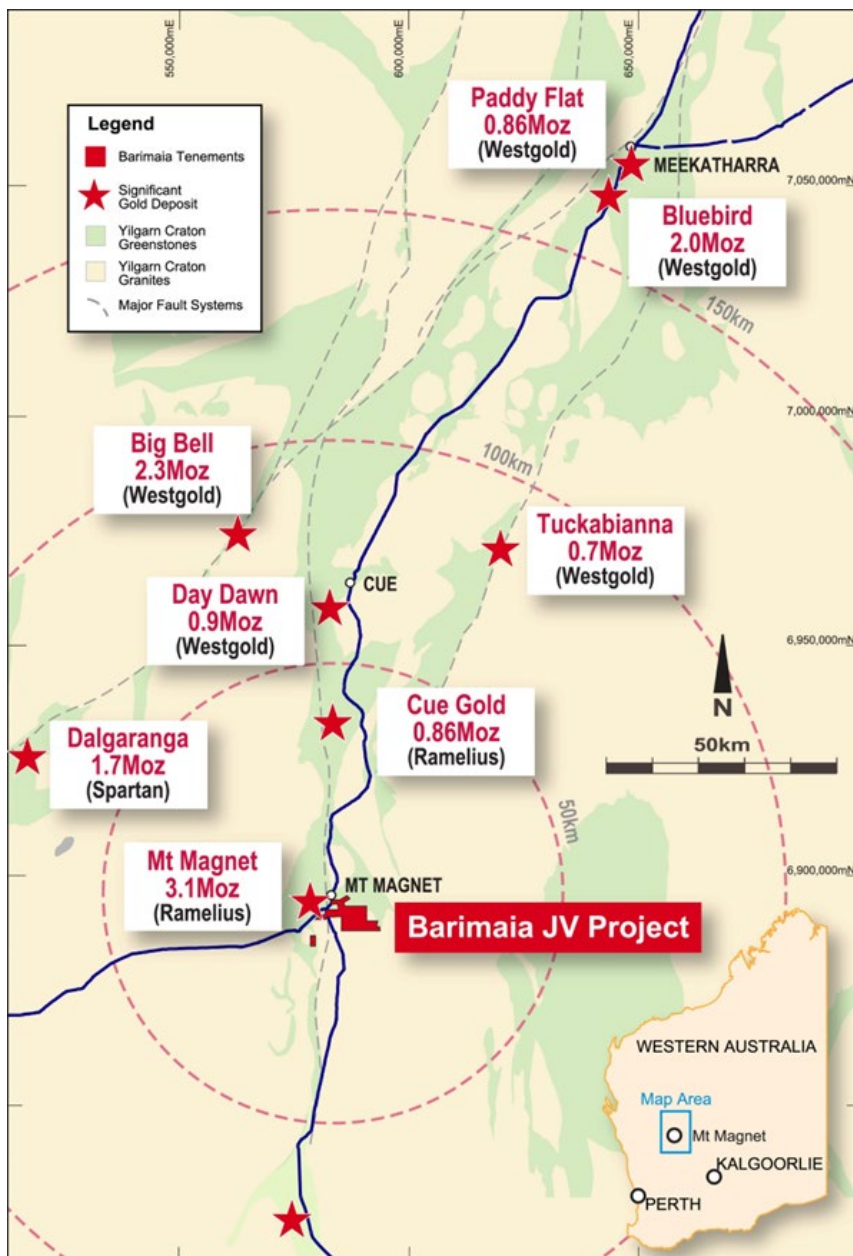 550,000mE
600,000mE
650,000mE
Legend
Barimaia Tenements
Significant
Gold Deposit
Yilgarn Craton
Greenstones
Yilgarn Craton
Granites
Major Fault Systems
Paddy Flat
0.86Moz
(Westgold)
MEEKATHARRA
7,050,000mN
Bluebird
2.0Moz
(Westgold)
150km
7,000,000mN
Big Bell
2.3Moz
(Westgold)
100km
Tuckabianna
0.7Moz
(Westgold)
CUE
Day Dawn
0.9Moz
(Westgold)
6,950,000mN
N
50km
Cue Gold
0.86Moz
(Ramelius)
Dalgaranga
1.7Moz
(Spartan)
50km
6,900,000mN
Mt Magnet
3.1Moz
(Ramelius)
MT MAGNET
Barimaia JV Project
WESTERN AUSTRALIA
Map Area
Mt Magnet
KALGOORLIE
PERTH